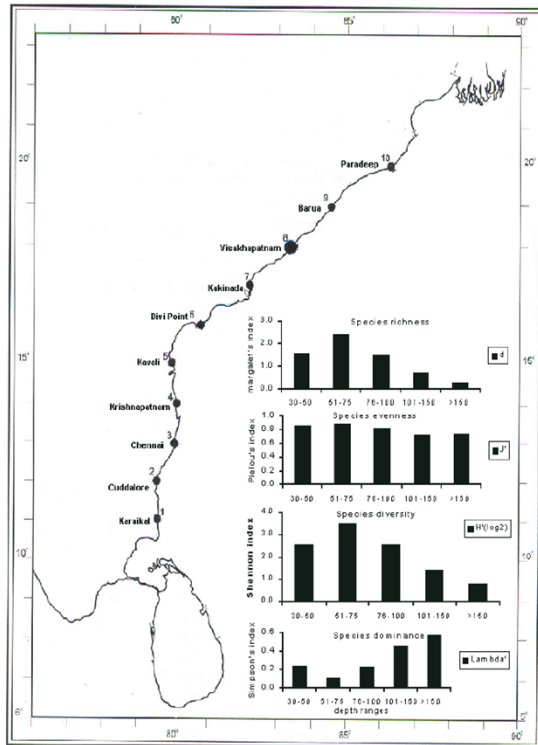 80°
85°
90°
20°
10
Paradeep
20°
9
Barua
8
Visakhapatnam
7
Kakinada
Divi Point 6
Species richness
margalef's index
3.0
2.0
1.0
0.0
d
30-50 51-75 76-100 101-150 >150
15°
5
Kavali
4
Krishnapatnam
3
Chennai
2
Cuddalore
1
Karaikal
Species evenness
Pielou's index
1.0
0.8
0.6
0.4
0.2
0.0
J'
30-50 51-75 76-100 101-150 >150
Species diversity
Shannon index
4.0
3.0
2.0
1.0
0.0
H'(log2)
30-50 51-75 76-100 101-150 >150
10°
10°
Species dominance
Simpson's index
0.6
0.4
0.2
0.0
Lambda'
30-50 51-75 76-100 101-150 >150
depth ranges
80°
85°
90°